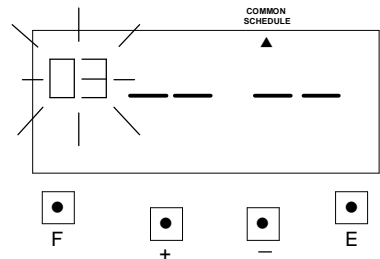 COMMON
SCHEDULE
▲
03 _ _ _ _
F + − E